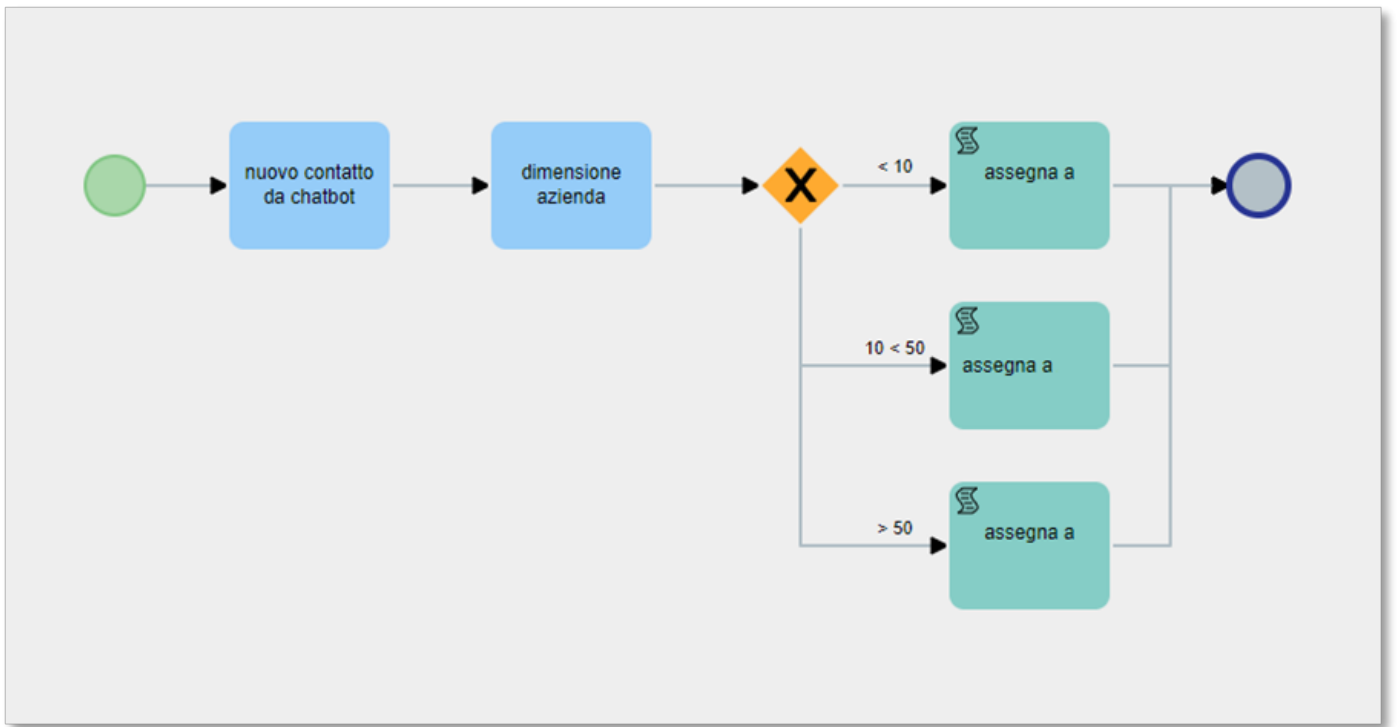 nuovo contatto
da chatbot
dimensione
azienda
X
< 10
assegna a
10 < 50
assegna a
> 50
assegna a